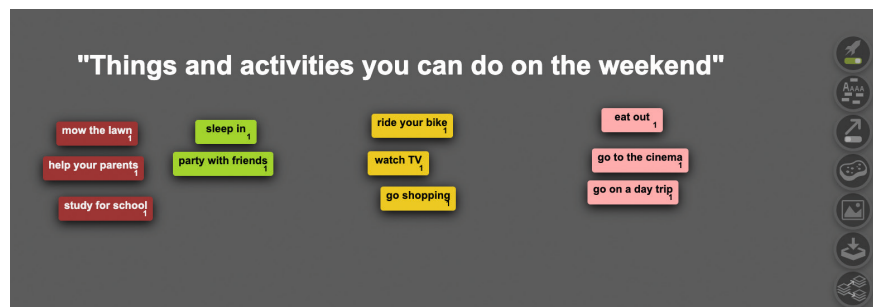 "Things and activities you can do on the weekend"
mow the lawn
1
help your parents
1
study for school
1
sleep in
1
party with friends
1
ride your bike
1
watch TV
1
go shopping
1
eat out
1
go to the cinema
1
go on a day trip
1
AAAA